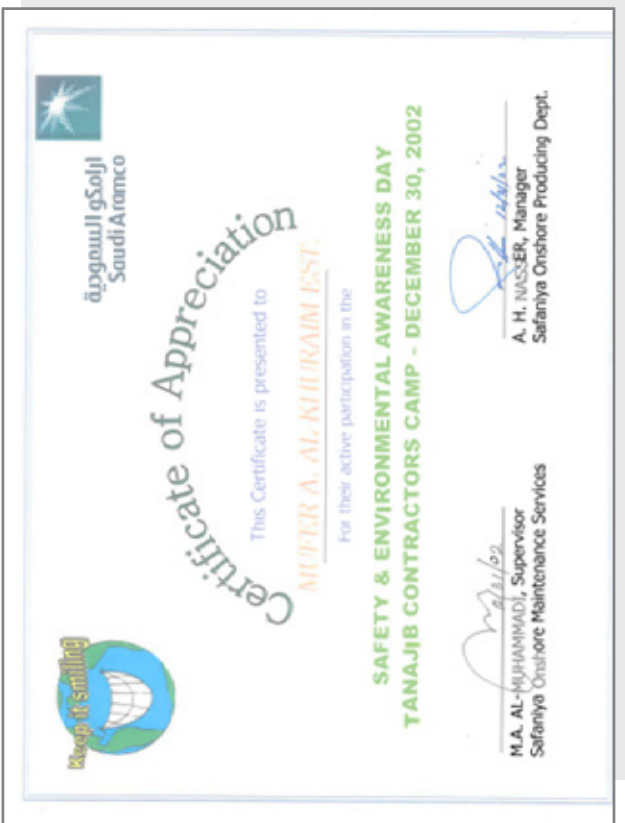 Keep it smiling
ارامكو السعودية
Saudi Aramco
Certificate of Appreciation
This Certificate is presented to
MUFER A. AL KHURAIM EST.
For their active participation in the
SAFETY & ENVIRONMENTAL AWARENESS DAY
TANAJIB CONTRACTORS CAMP - DECEMBER 30, 2002
M.A. AL-MUHAMMADI, Supervisor
Safaniya Onshore Maintenance Services
A. H. NASSER, Manager
Safaniya Onshore Producing Dept.